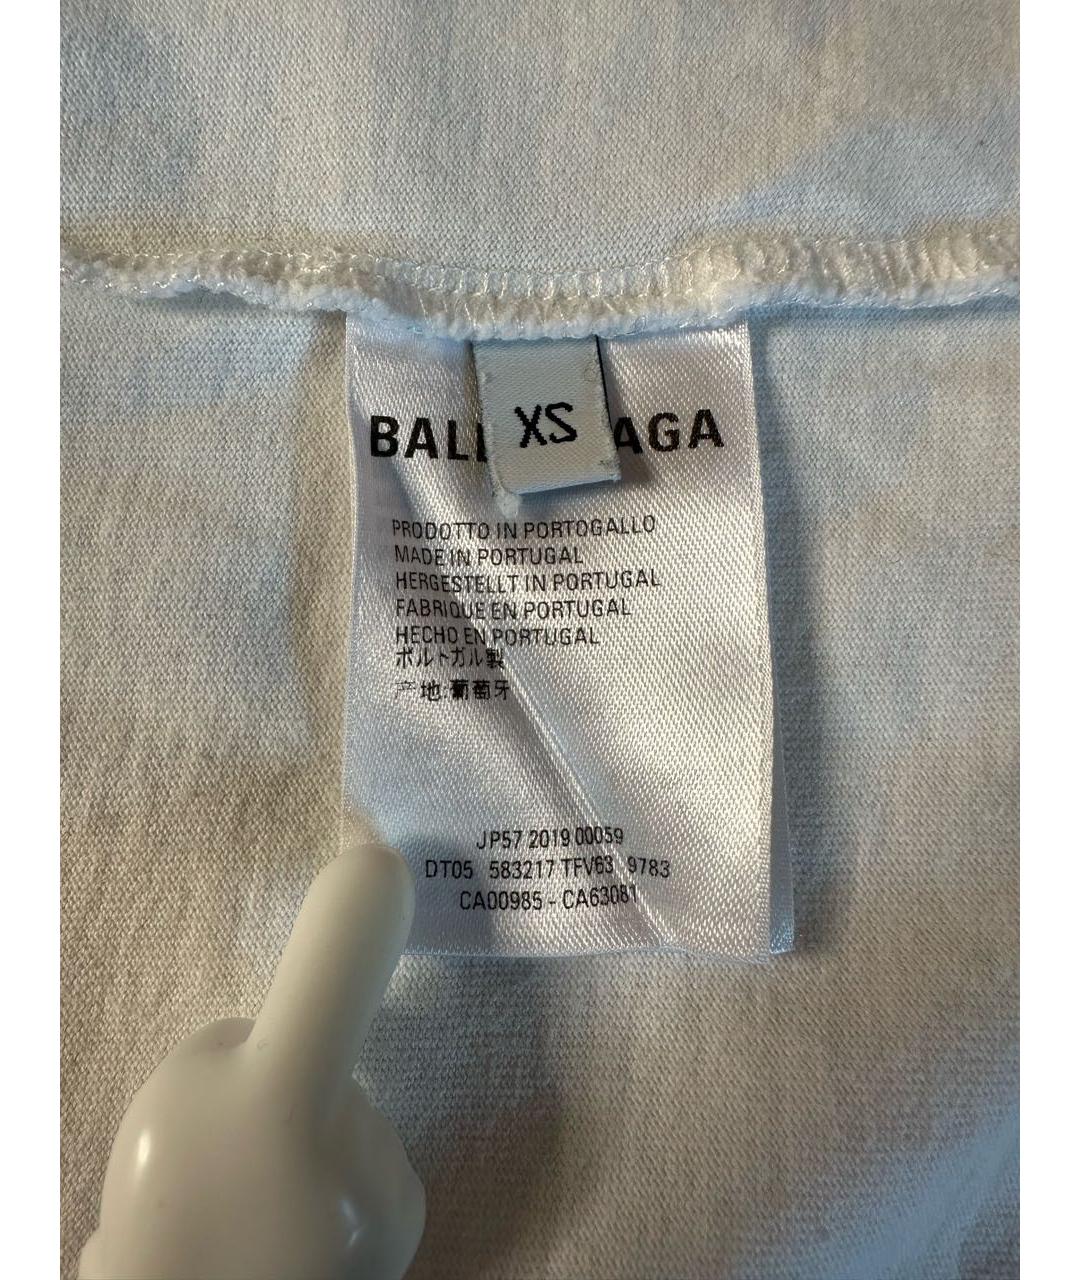 XS
BAL AGA
PRODOTTO IN PORTOGALLO
MADE IN PORTUGAL
HERGESTELLT IN PORTUGAL
FABRIQUE EN PORTUGAL
HECHO EN PORTUGAL
ポルトガル製
产地:葡萄牙
JP57 2019 00059
DT05 583217 TFV63 9783
CA00985 - CA63081